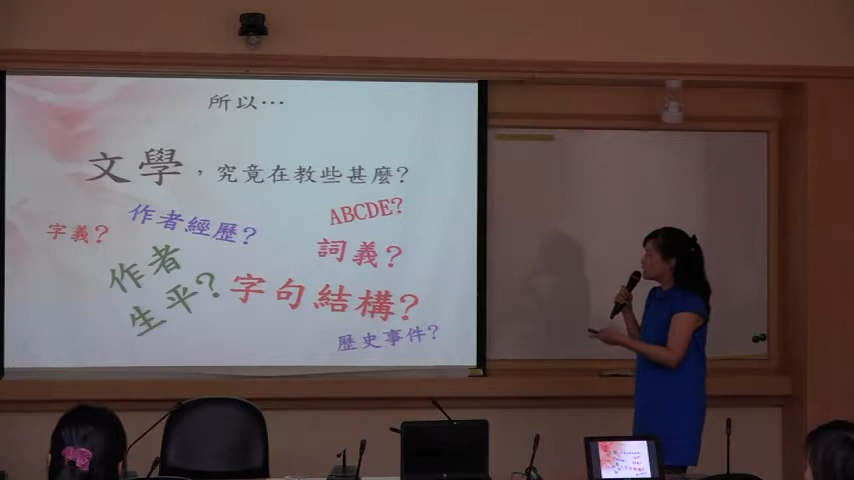 所以…
文學，究竟在教些甚麼?
ABCDE?
作者經歷?
字義?
詞義?
作者
生平?
字句結構?
歷史事件?